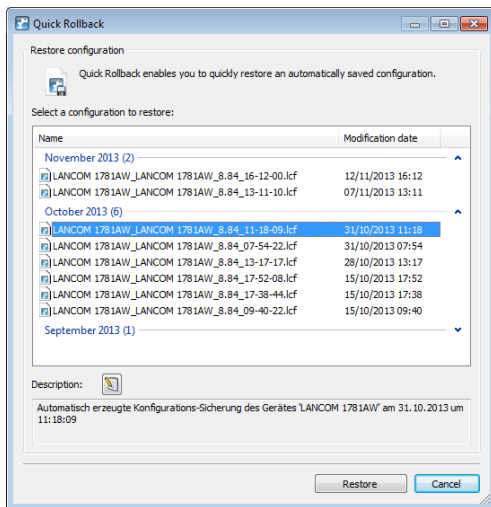 Quick Rollback
Restore configuration
Quick Rollback enables you to quickly restore an automatically saved configuration.
Select a configuration to restore:
Name Modification date
November 2013 (2)
LANCOM 1781AW_LANCOM 1781AW_8.84_16-12-00.lcf 12/11/2013 16:12
LANCOM 1781AW_LANCOM 1781AW_8.84_13-11-10.lcf 07/11/2013 13:11
October 2013 (6)
LANCOM 1781AW_LANCOM 1781AW_8.84_11-18-09.lcf 31/10/2013 11:18
LANCOM 1781AW_LANCOM 1781AW_8.84_07-54-22.lcf 31/10/2013 07:54
LANCOM 1781AW_LANCOM 1781AW_8.84_13-17-17.lcf 28/10/2013 13:17
LANCOM 1781AW_LANCOM 1781AW_8.84_17-52-08.lcf 15/10/2013 17:52
LANCOM 1781AW_LANCOM 1781AW_8.84_17-38-44.lcf 15/10/2013 17:38
LANCOM 1781AW_LANCOM 1781AW_8.84_09-40-22.lcf 15/10/2013 09:40
September 2013 (1)
Description:
Automatisch erzeugte Konfigurations-Sicherung des Gerätes 'LANCOM 1781AW' am 31.10.2013 um
11:18:09
Restore Cancel